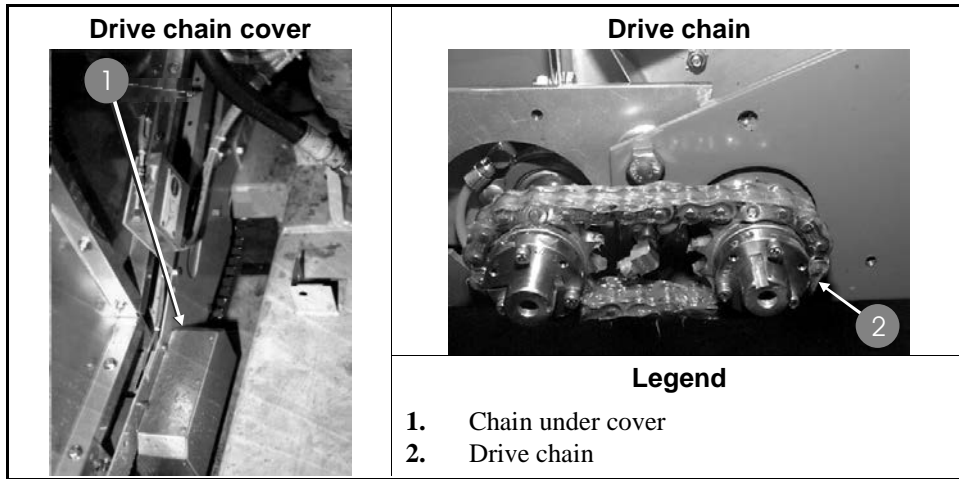 Drive chain cover
1
Drive chain
2
Legend
1. Chain under cover
2. Drive chain